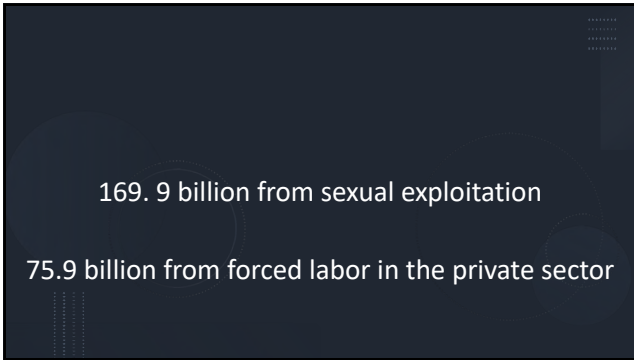 169. 9 billion from sexual exploitation
75.9 billion from forced labor in the private sector